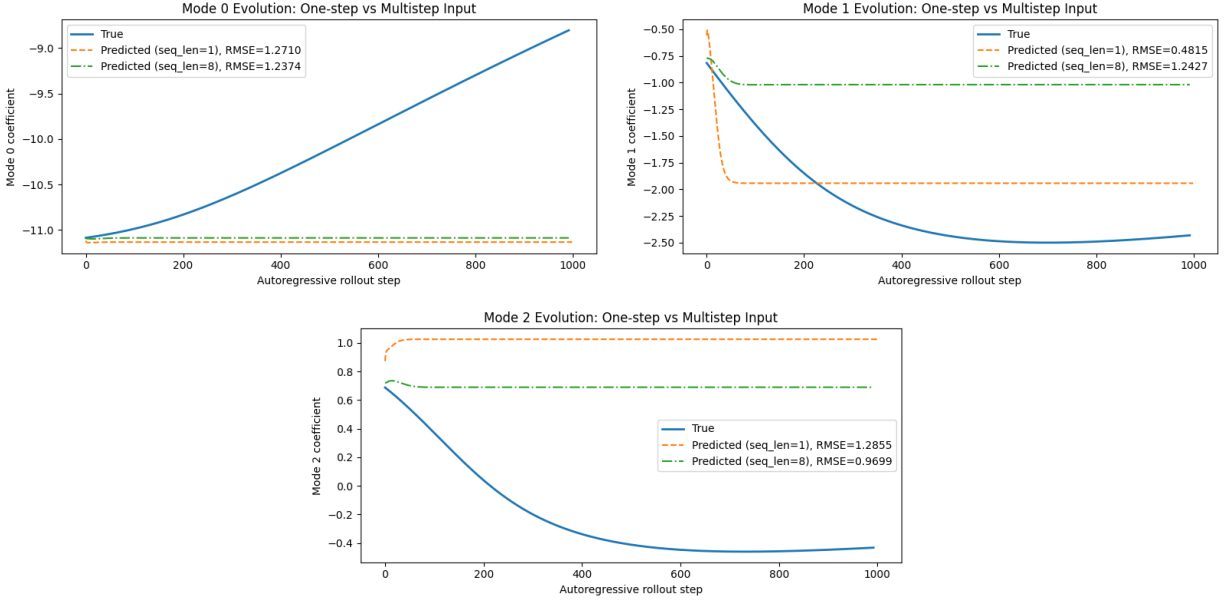 Mode 0 Evolution: One-step vs Multistep Input
True
Predicted (seq_len=1), RMSE=1.2710
Predicted (seq_len=8), RMSE=1.2374
−9.0
−9.5
−10.0
−10.5
−11.0
Mode 0 coefficient
0 200 400 600 800 1000
Autoregressive rollout step
Mode 1 Evolution: One-step vs Multistep Input
True
Predicted (seq_len=1), RMSE=0.4815
Predicted (seq_len=8), RMSE=1.2427
−0.50
−0.75
−1.00
−1.25
−1.50
−1.75
−2.00
−2.25
−2.50
Mode 1 coefficient
0 200 400 600 800 1000
Autoregressive rollout step
Mode 2 Evolution: One-step vs Multistep Input
1.0
0.8
0.6
0.4
0.2
0.0
−0.2
−0.4
Mode 2 coefficient
True
Predicted (seq_len=1), RMSE=1.2855
Predicted (seq_len=8), RMSE=0.9699
0 200 400 600 800 1000
Autoregressive rollout step